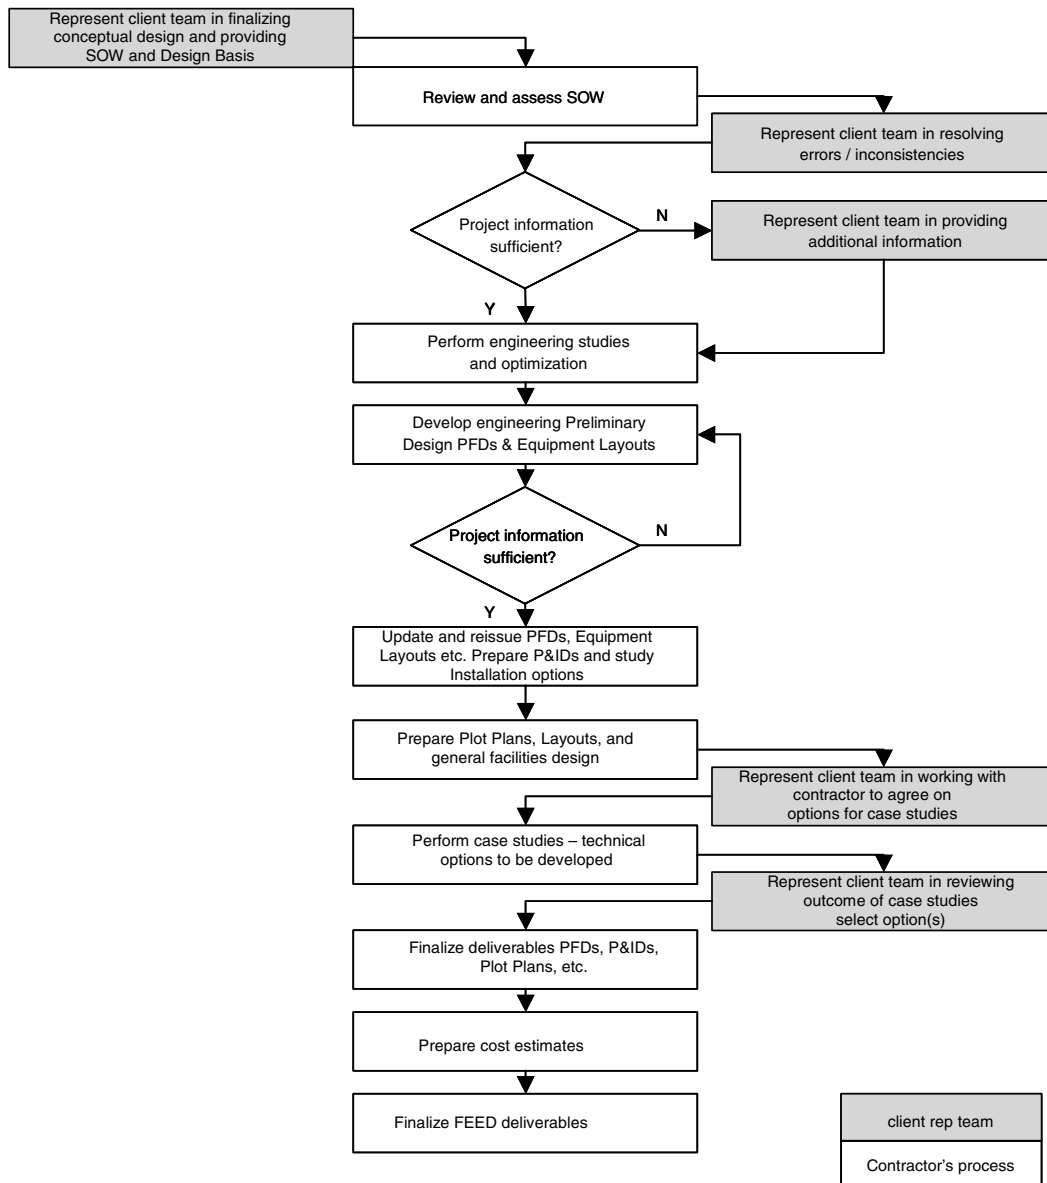 Represent client team in finalizing
conceptual design and providing
SOW and Design Basis
Review and assess SOW
Represent client team in resolving
errors / inconsistencies
Project information
sufficient?
N
Represent client team in providing
additional information
Y
Perform engineering studies
and optimization
Develop engineering Preliminary
Design PFDs & Equipment Layouts
Project information
sufficient?
N
Y
Update and reissue PFDs, Equipment
Layouts etc. Prepare P&IDs and study
Installation options
Prepare Plot Plans, Layouts, and
general facilities design
Represent client team in working with
contractor to agree on
options for case studies
Perform case studies – technical
options to be developed
Represent client team in reviewing
outcome of case studies
select option(s)
Finalize deliverables PFDs, P&IDs,
Plot Plans, etc.
Prepare cost estimates
Finalize FEED deliverables
client rep team
Contractor's process